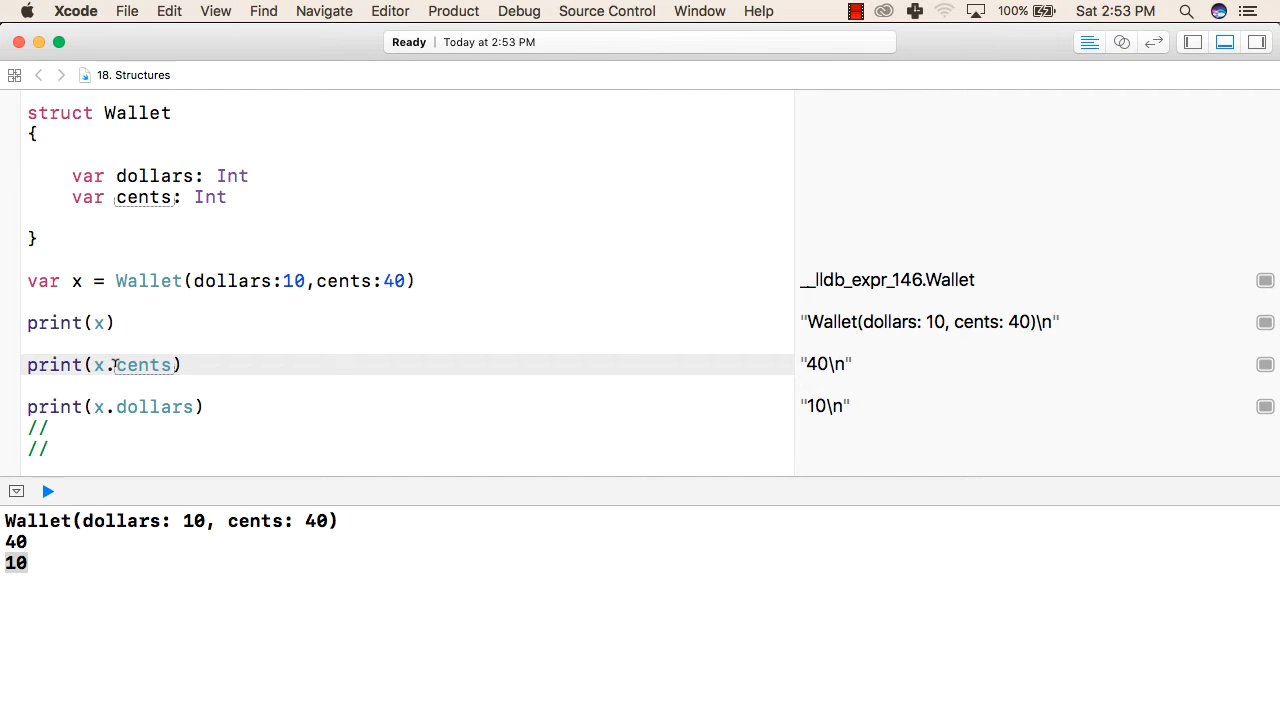 Xcode File Edit View Find Navigate Editor Product Debug Source Control Window Help 100% Sat 2:53 PM
Ready | Today at 2:53 PM
18. Structures
struct Wallet
{
var dollars: Int
var cents: Int
}
var x = Wallet(dollars:10,cents:40) __lldb_expr_146.Wallet
print(x) "Wallet(dollars: 10, cents: 40)\n"
print(x.cents) "40\n"
print(x.dollars) "10\n"
//
//
Wallet(dollars: 10, cents: 40)
40
10